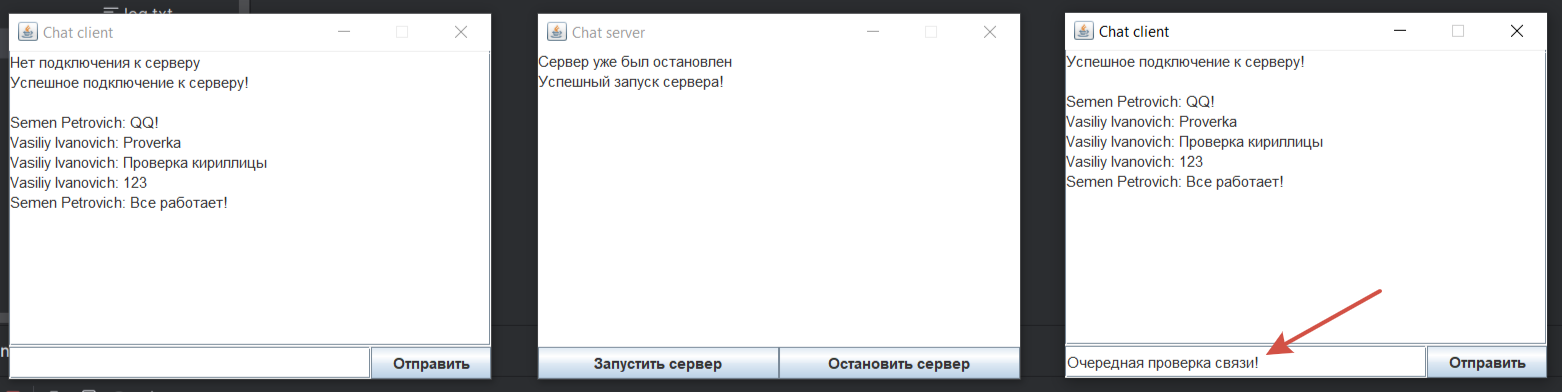 log.txt
Chat client
Нет подключения к серверу
Успешное подключение к серверу!
Semen Petrovich: QQ!
Vasiliy Ivanovich: Proverka
Vasiliy Ivanovich: Проверка кириллицы
Vasiliy Ivanovich: 123
Semen Petrovich: Все работает!
Отправить
Chat server
Сервер уже был остановлен
Успешный запуск сервера!
Запустить сервер
Остановить сервер
Chat client
Успешное подключение к серверу!
Semen Petrovich: QQ!
Vasiliy Ivanovich: Proverka
Vasiliy Ivanovich: Проверка кириллицы
Vasiliy Ivanovich: 123
Semen Petrovich: Все работает!
Очередная проверка связи!
Отправить